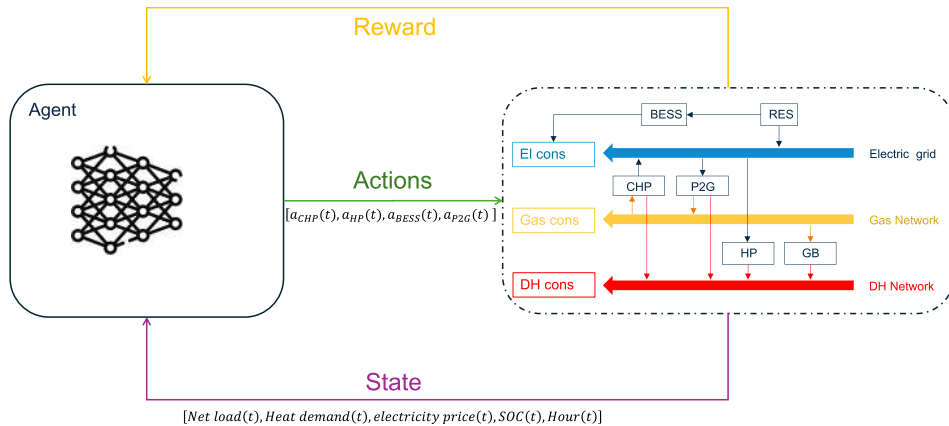 Reward
Agent
BESS
RES
El cons
Electric grid
Actions
CHP
P2G
[a_CHP(t), a_HP(t), a_BESS(t), a_P2G(t) ]
Gas cons
Gas Network
HP
GB
DH cons
DH Network
State
[Net load(t), Heat demand(t), electricity price(t), SOC(t), Hour(t)]